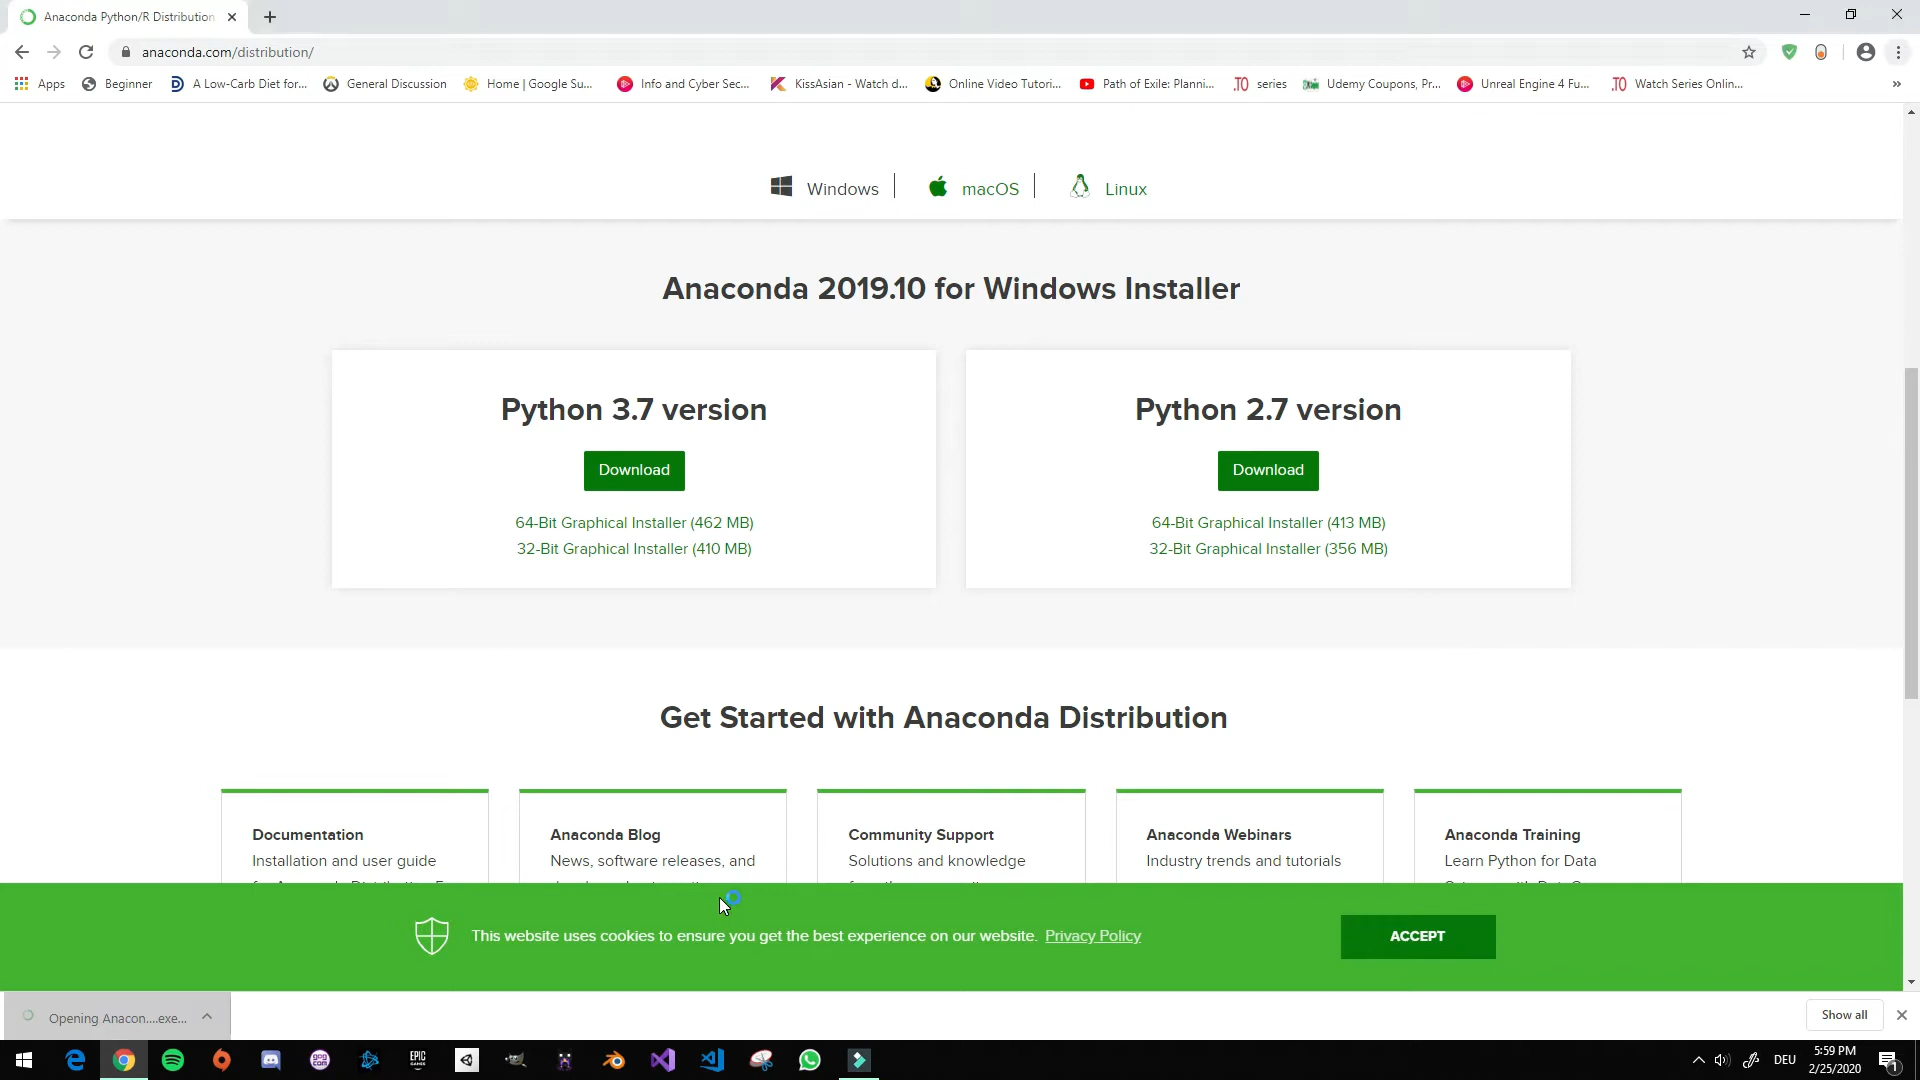 Anaconda Python/R Distribution
anaconda.com/distribution/
Apps Beginner A Low-Carb Diet for... General Discussion Home | Google Su... Info and Cyber Sec... KissAsian - Watch d... Online Video Tutori... Path of Exile: Planni... series Udemy Coupons, Pr... Unreal Engine 4 Fu... Watch Series Onlin... »
Windows macOS Linux
Anaconda 2019.10 for Windows Installer
Python 3.7 version
Download
64-Bit Graphical Installer (462 MB)
32-Bit Graphical Installer (410 MB)
Python 2.7 version
Download
64-Bit Graphical Installer (413 MB)
32-Bit Graphical Installer (356 MB)
Get Started with Anaconda Distribution
Documentation
Installation and user guide
Anaconda Blog
News, software releases, and
Community Support
Solutions and knowledge
Anaconda Webinars
Industry trends and tutorials
Anaconda Training
Learn Python for Data
This website uses cookies to ensure you get the best experience on our website. Privacy Policy
ACCEPT
Opening Anacon....exe...
Show all
EPIC GAMES
DEU
5:59 PM
2/25/2020
1